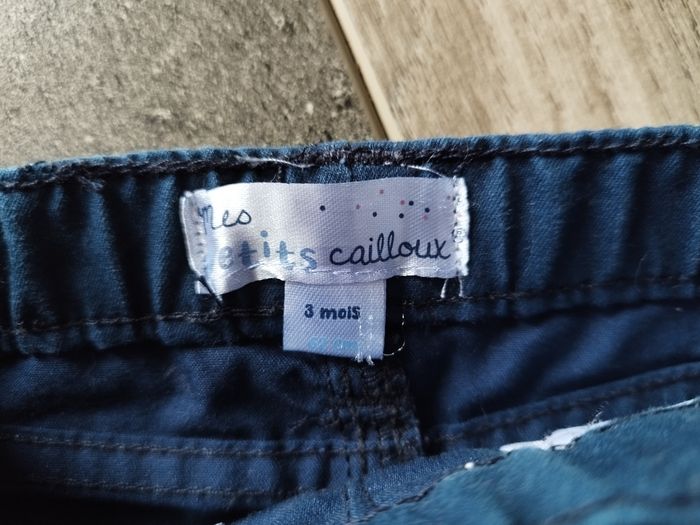 Mes
petits cailloux
3 mois